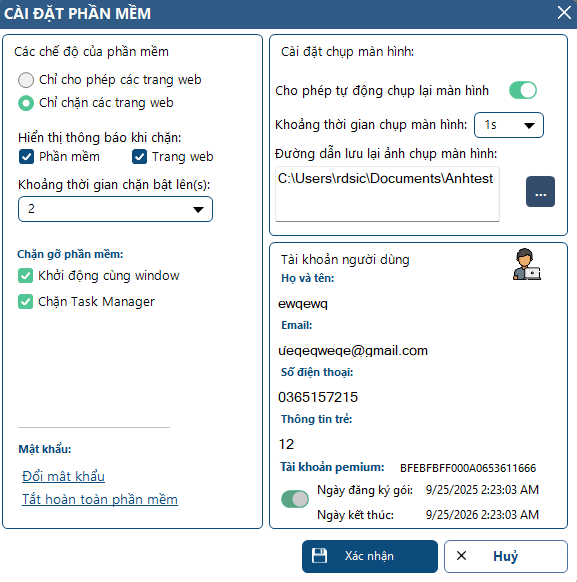 CÀI ĐẶT PHẦN MỀM
Các chế độ của phần mềm
Chỉ cho phép các trang web
Chỉ chặn các trang web
Hiển thị thông báo khi chặn:
Phần mềm
Trang web
Khoảng thời gian chặn bật lên(s):
2
Chặn gỡ phần mềm:
Khởi động cùng window
Chặn Task Manager
Mật khẩu:
Đổi mât khẩu
Tắt hoàn toàn phần mềm
Cài đặt chụp màn hình:
Cho phép tự động chụp lại màn hình
Khoảng thời gian chụp màn hình:
1s
Đường dẫn lưu lại ảnh chụp màn hình:
C:\Users\rdsic\Documents\Anhtest
...
Tài khoản người dùng
Họ và tên:
ewqewq
Email:
ưeqeqweqe@gmail.com
Số điện thoại:
0365157215
Thông tin trẻ:
12
Tài khoản pemium: BFEBFBFF000A0653611666
Ngày đăng ký gói: 9/25/2025 2:23:03 AM
Ngày kết thúc: 9/25/2026 2:23:03 AM
Xác nhận
Huỷ